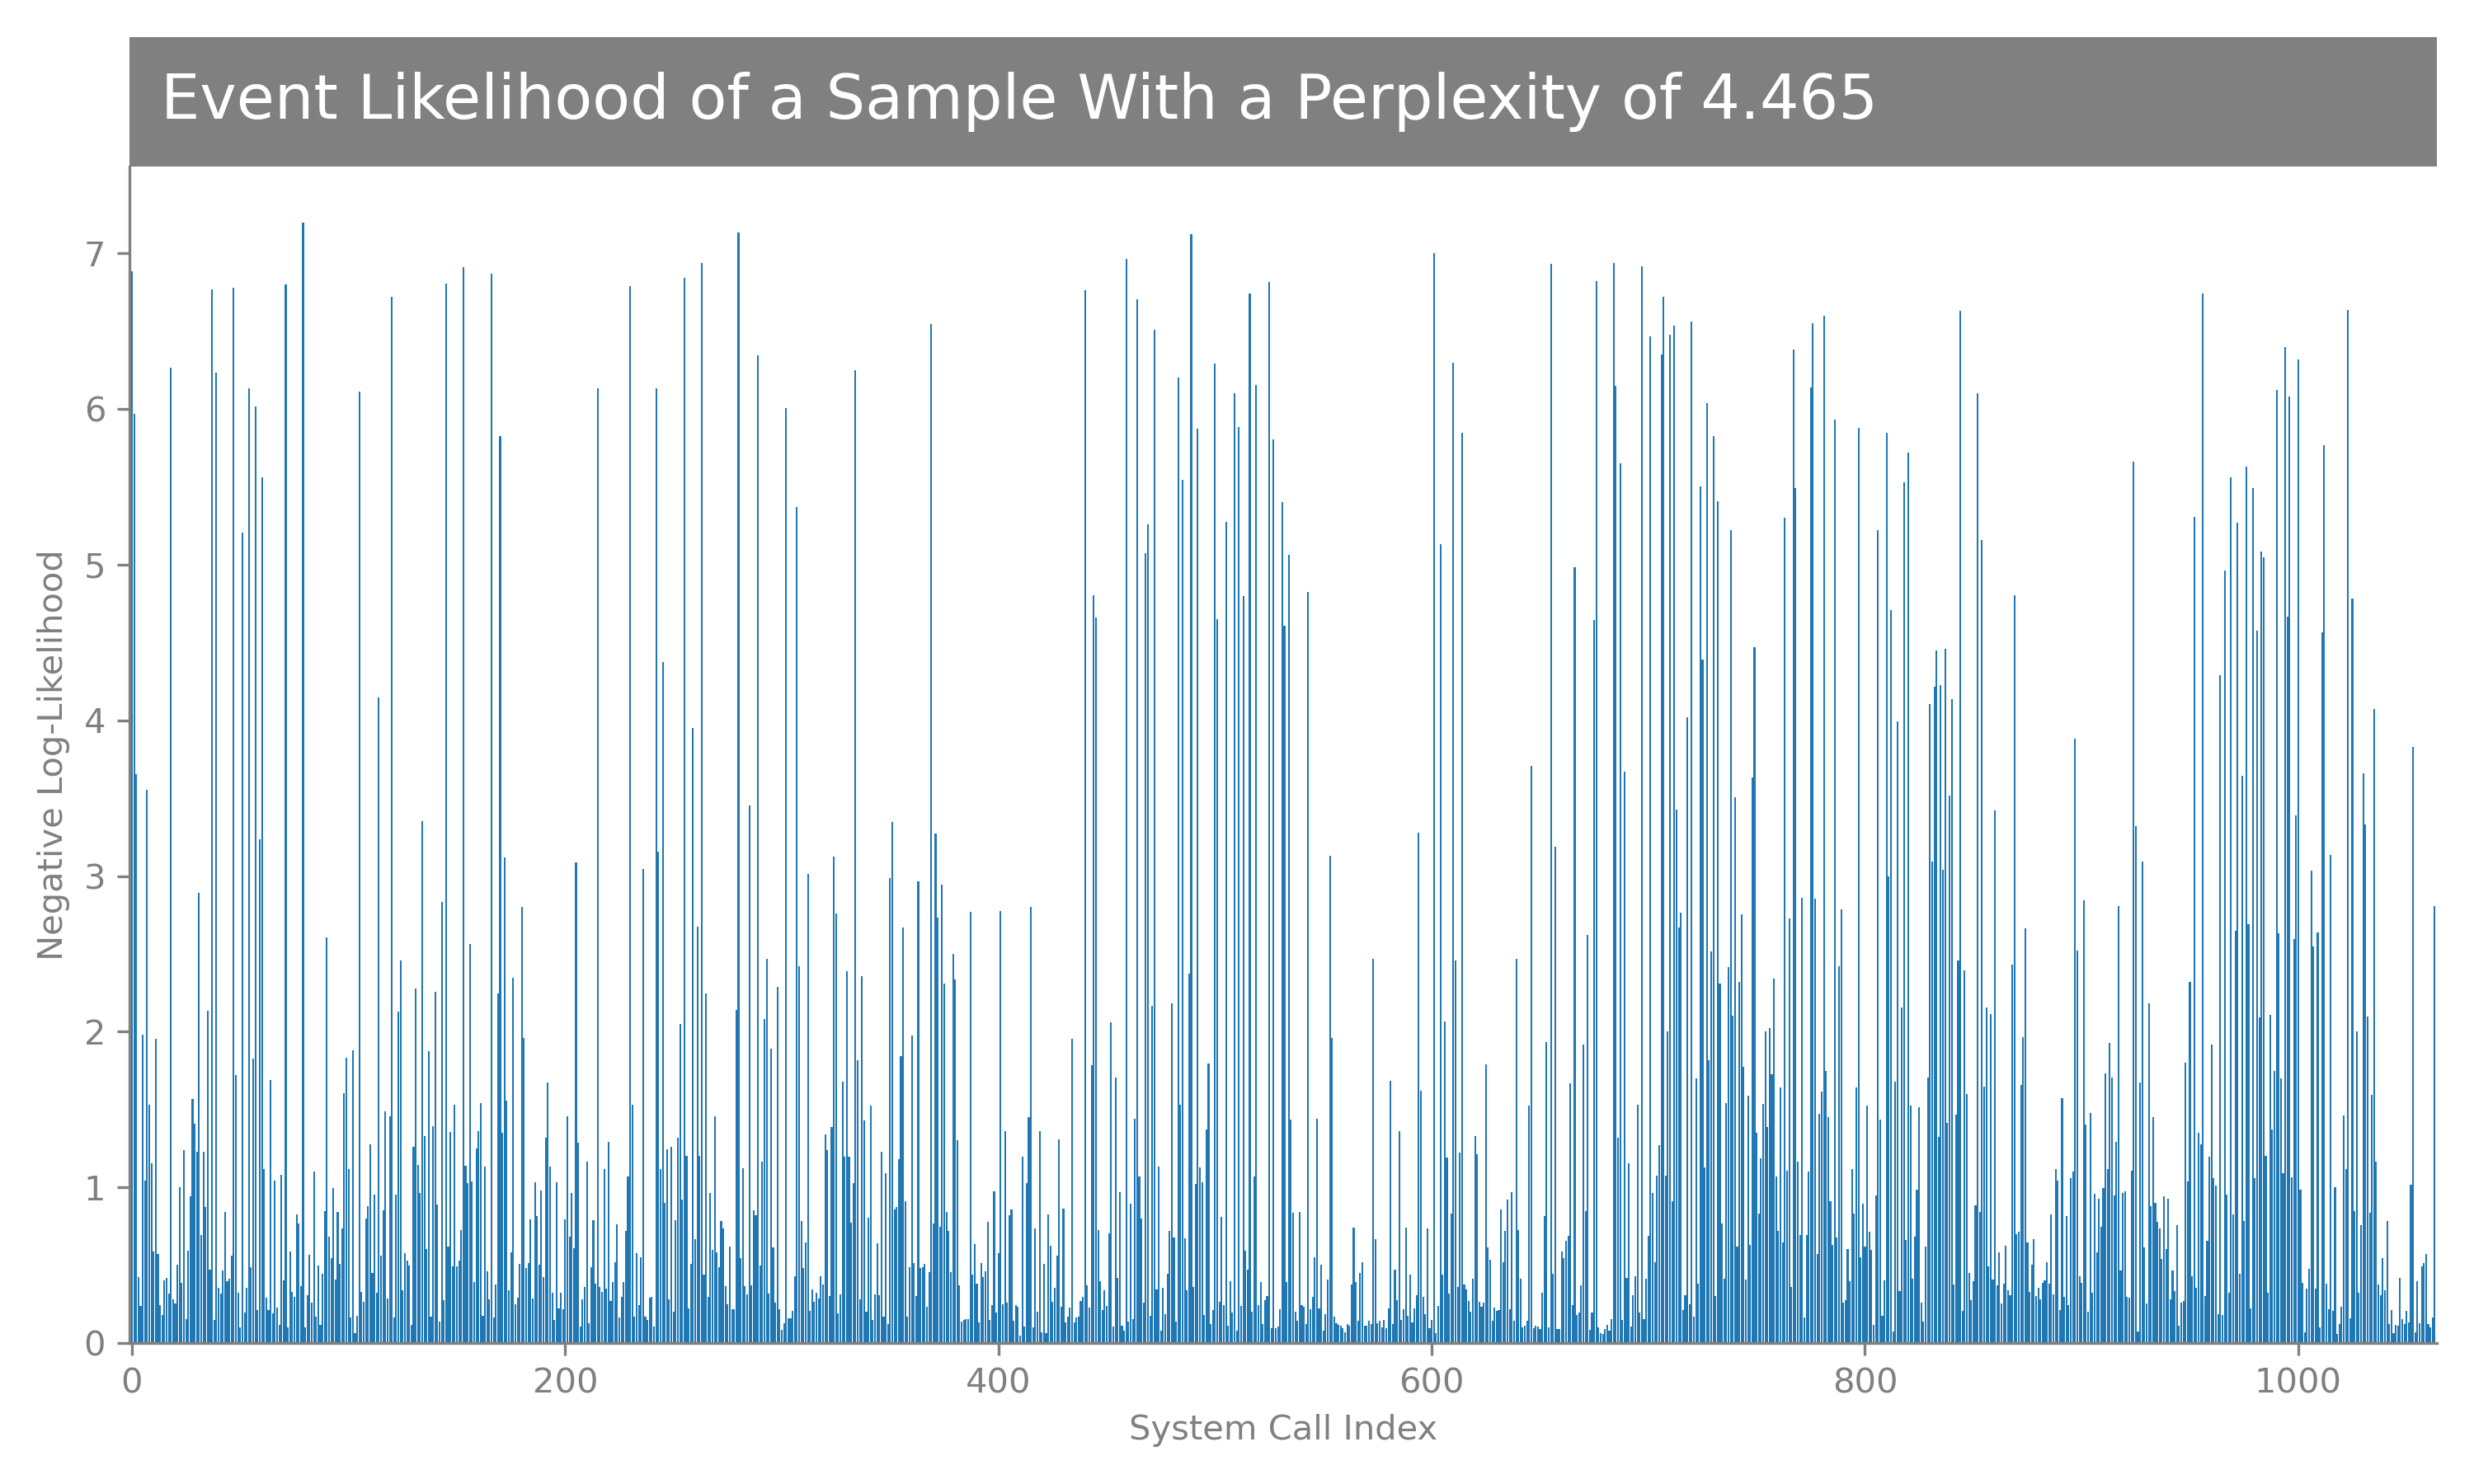 Event Likelihood of a Sample With a Perplexity of 4.465
7
6
5
4
3
2
1
0
Negative Log-Likelihood
0 200 400 600 800 1000
System Call Index